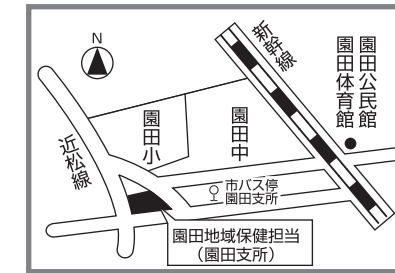 N
新幹線
園田公民館
園田体育館
園田中
園田小
近松線
市バス停
園田支所
園田地域保健担当
（園田支所）